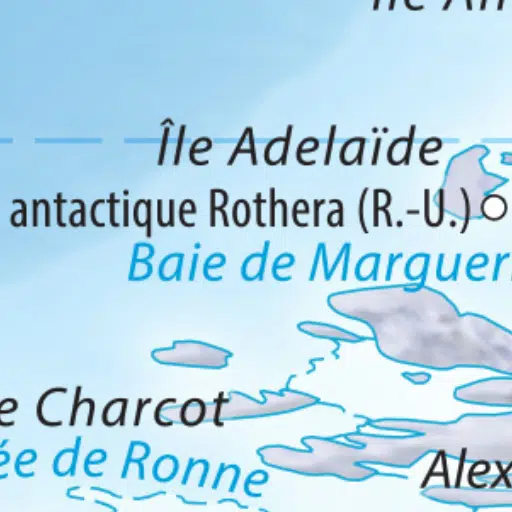 Île Adelaïde
antactique Rothera (R.-U.)
Baie de Marguer
e Charcot
ée de Ronne
Alex